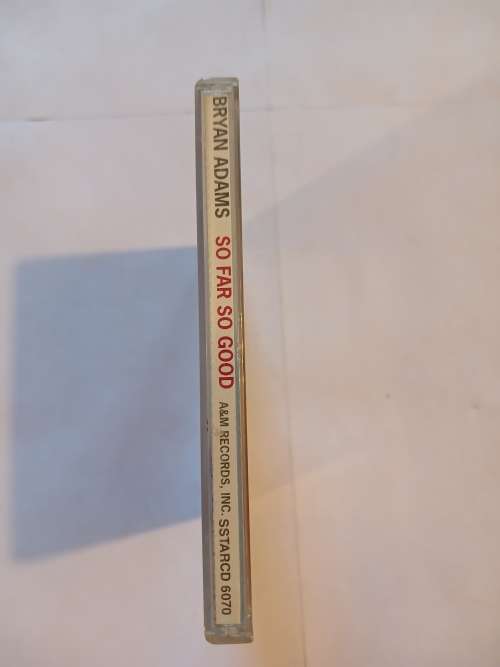 BRYAN ADAMS SO FAR SO GOOD A&M RECORDS, INC. SSTARCD 6070